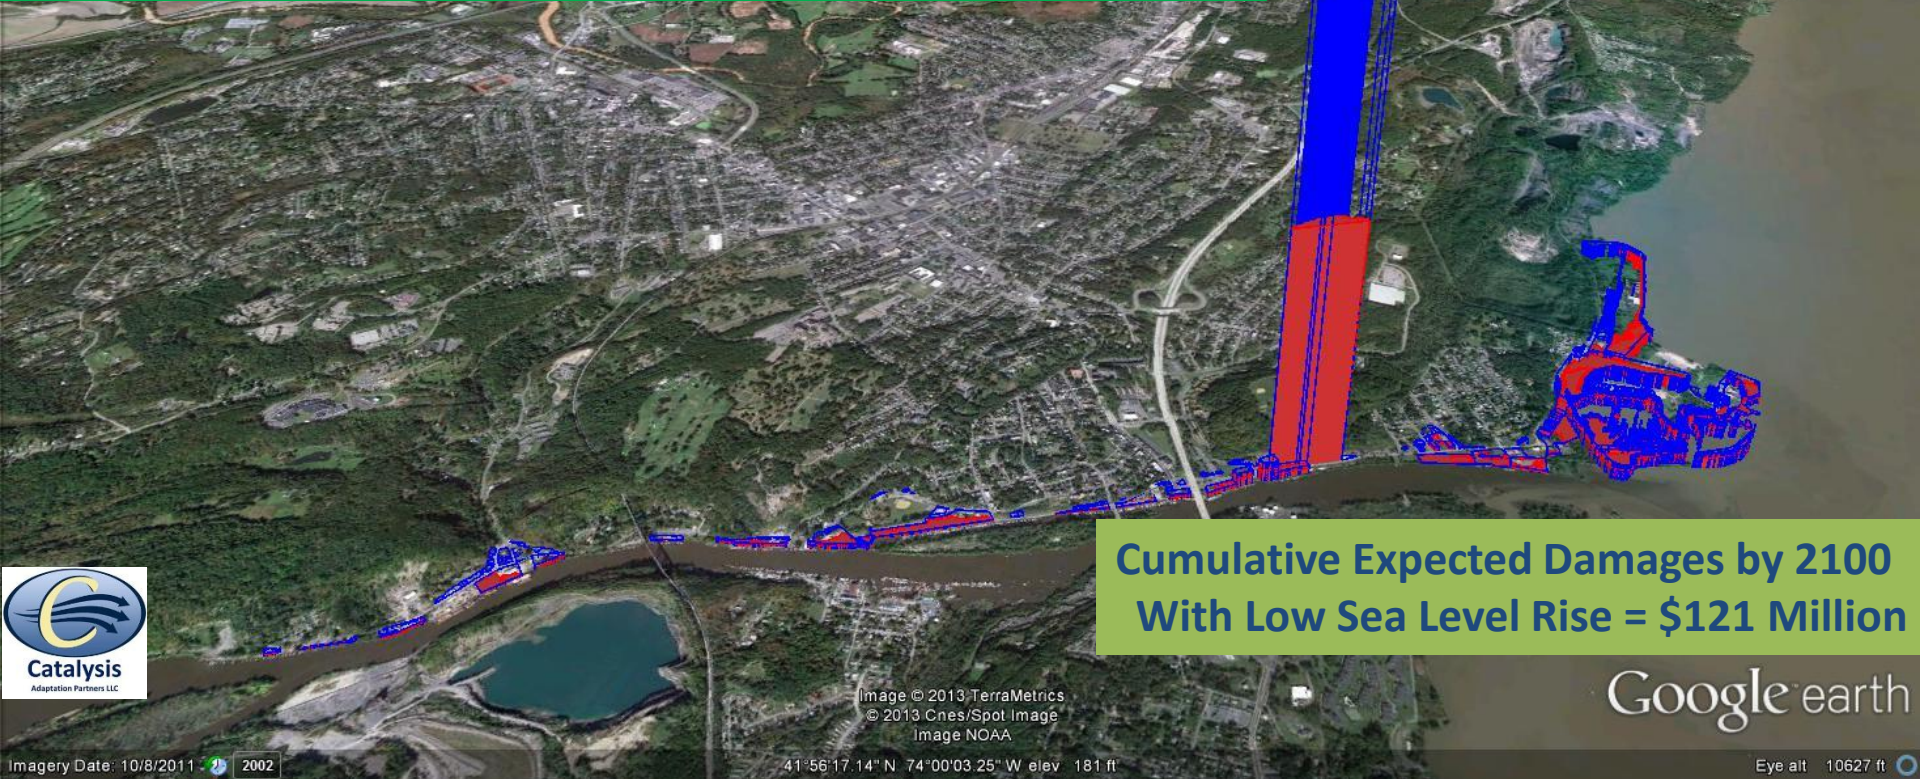 Cumulative Expected Damages by 2100
With Low Sea Level Rise = $121 Million
Catalysis
Adaptation Partners LLC
Image © 2013 TerraMetrics
© 2013 Cnes/Spot Image
Image NOAA
Google earth
Imagery Date: 10/8/2011
2002
41°56'17.14" N 74°00'03.25" W elev 181 ft
Eye alt 10627 ft